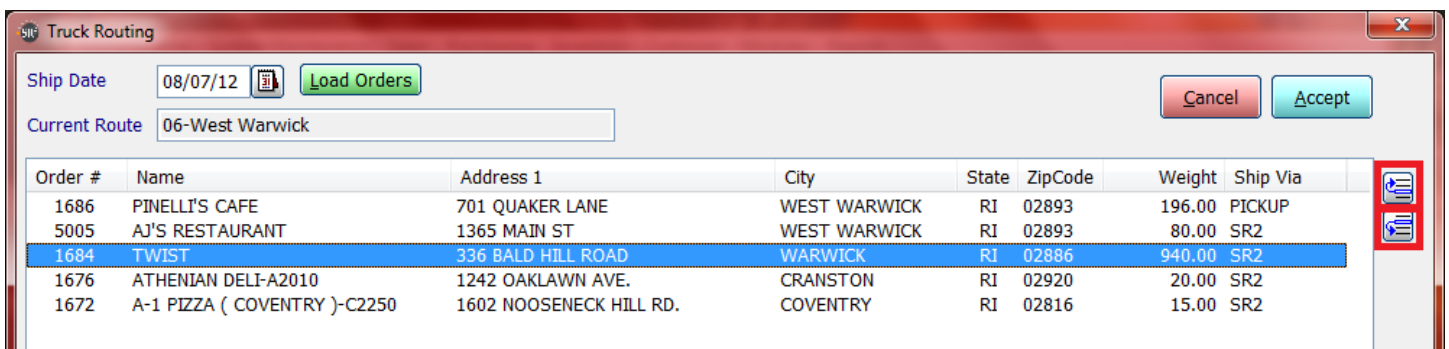 Truck Routing
Ship Date 08/07/12 Load Orders
Cancel Accept
Current Route 06-West Warwick
Order # Name Address 1 City State ZipCode Weight Ship Via
1686 PINELLI'S CAFE 701 QUAKER LANE WEST WARWICK RI 02893 196.00 PICKUP
5005 AJ'S RESTAURANT 1365 MAIN ST WEST WARWICK RI 02893 80.00 SR2
1684 TWIST 336 BALD HILL ROAD WARWICK RI 02886 940.00 SR2
1676 ATHENIAN DELI-A2010 1242 OAKLAWN AVE. CRANSTON RI 02920 20.00 SR2
1672 A-1 PIZZA ( COVENTRY )-C2250 1602 NOOSENECK HILL RD. COVENTRY RI 02816 15.00 SR2